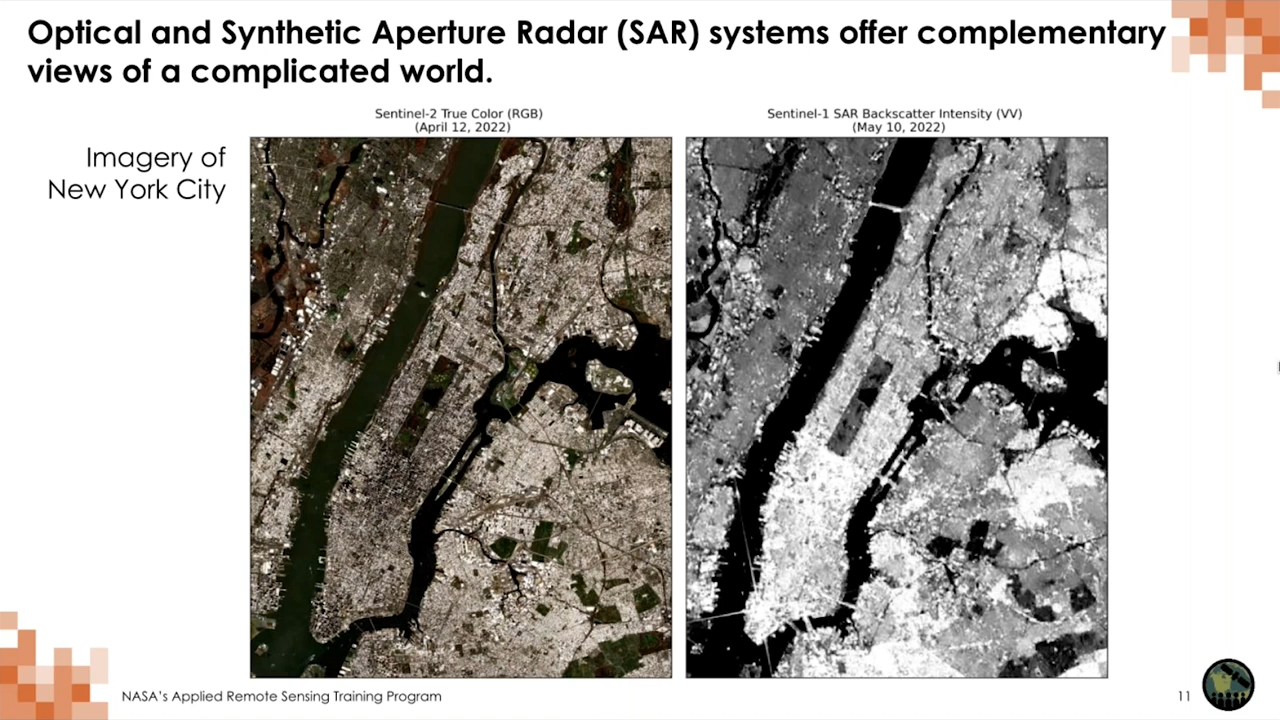 Optical and Synthetic Aperture Radar (SAR) systems offer complementary
views of a complicated world.
Sentinel-2 True Color (RGB)
(April 12, 2022)
Sentinel-1 SAR Backscatter Intensity (VV)
(May 10, 2022)
Imagery of
New York City
NASA's Applied Remote Sensing Training Program
11